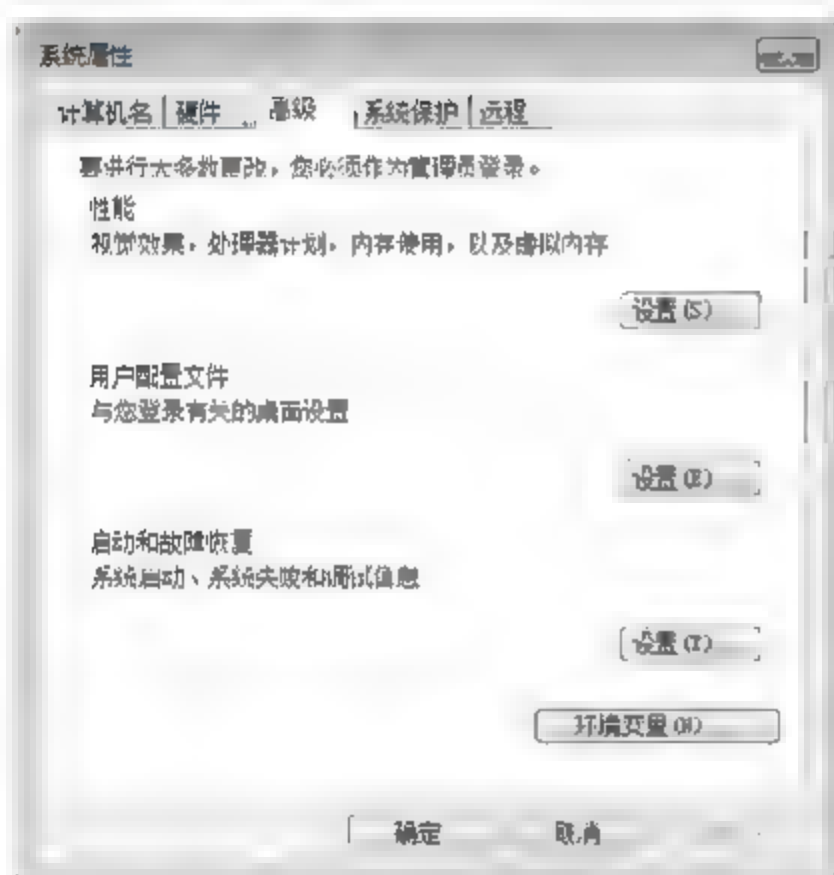 系统属性
计算机名 硬件 高级 系统保护 远程
要进行大多数更改，您必须作为管理员登录。
性能
视觉效果，处理器计划，内存使用，以及虚拟内存
设置(S)
用户配置文件
与您登录有关的桌面设置
设置(E)
启动和故障恢复
系统启动、系统失败和调试信息
设置(T)
环境变量(N)
确定 取消